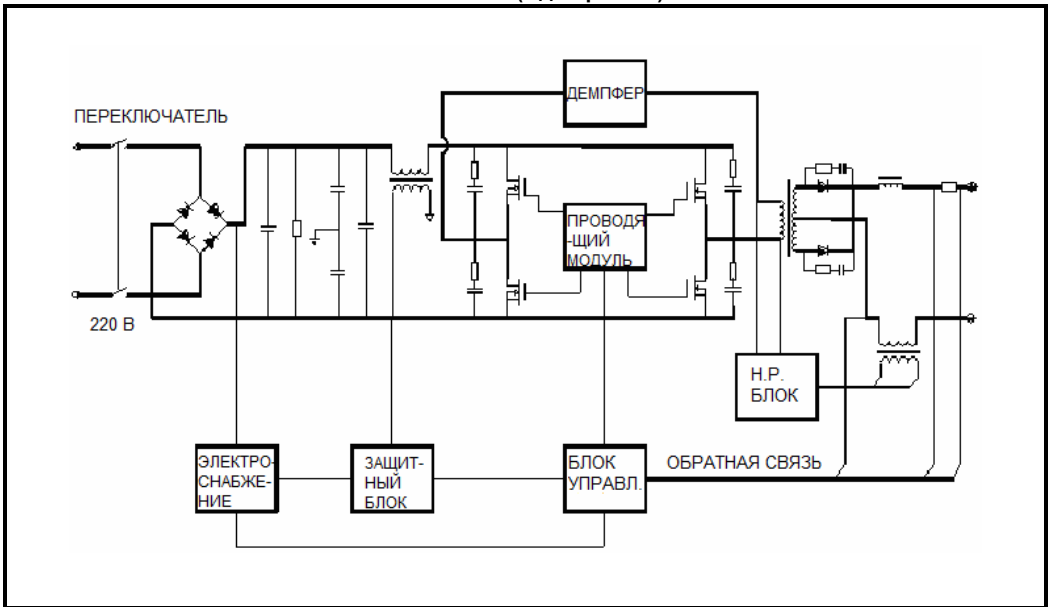 ДЕМПФЕР
ПЕРЕКЛЮЧАТЕЛЬ
ПРОВОДЯ
-ЩИЙ
МОДУЛЬ
220 В
Н.Р.
БЛОК
ЭЛЕКТРО-
СНАБЖЕ-
НИЕ
ЗАЩИТ-
НЫЙ
БЛОК
БЛОК
УПРАВЛ.
ОБРАТНАЯ СВЯЗЬ